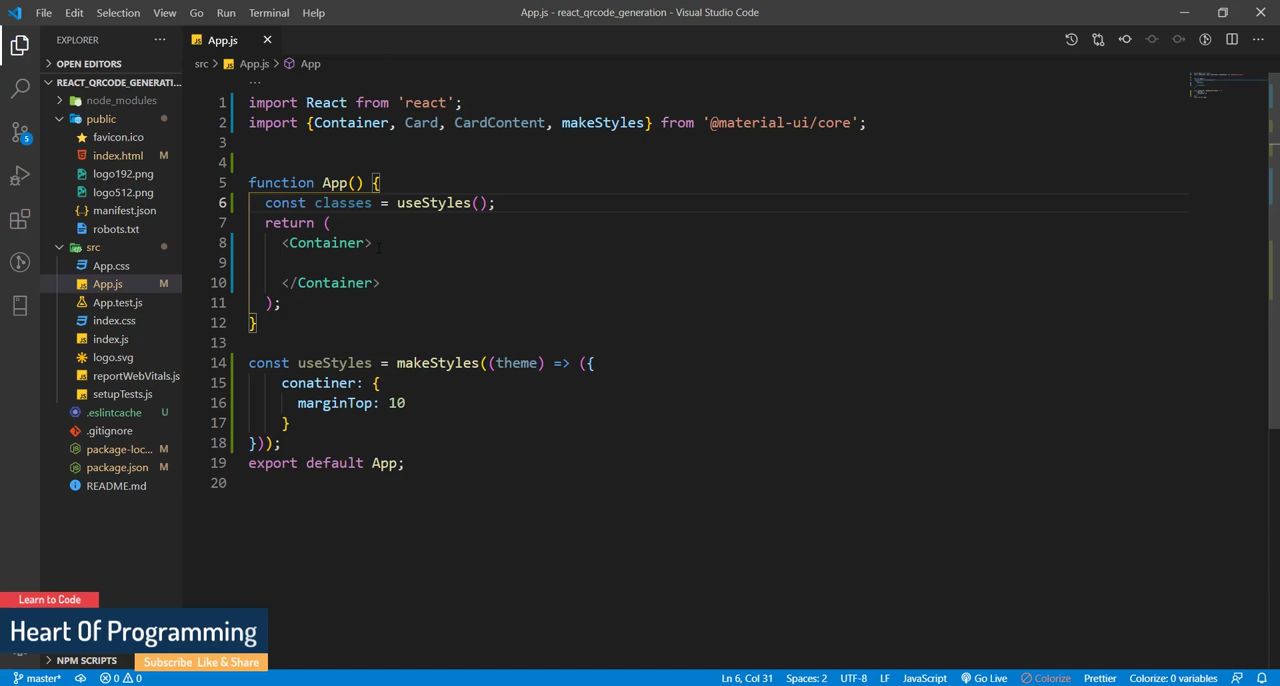 File Edit Selection View Go Run Terminal Help
App.js - react_qrcode_generation - Visual Studio Code
EXPLORER
OPEN EDITORS
REACT_QRCODE_GENERATI...
node_modules
public
favicon.ico
index.html M
logo192.png
logo512.png
manifest.json
robots.txt
src
App.css
App.js M
App.test.js
index.css
index.js
logo.svg
reportWebVitals.js
setupTests.js
.eslintcache U
.gitignore
package-loc... M
package.json M
README.md
NPM SCRIPTS
5
App.js
src > App.js > App
1 import React from 'react';
2 import {Container, Card, CardContent, makeStyles} from '@material-ui/core';
3
4
5 function App() {
6 const classes = useStyles();
7 return (
8 <Container>
9
10 </Container>
11 );
12 }
13
14 const useStyles = makeStyles((theme) => ({
15 conatiner: {
16 marginTop: 10
17 }
18 }));
19 export default App;
20
Learn to Code
Heart Of Programming
Subscribe Like & Share
master* 0 0 Ln 6, Col 31 Spaces: 2 UTF-8 LF JavaScript Go Live Colorize Prettier Colorize: 0 variables